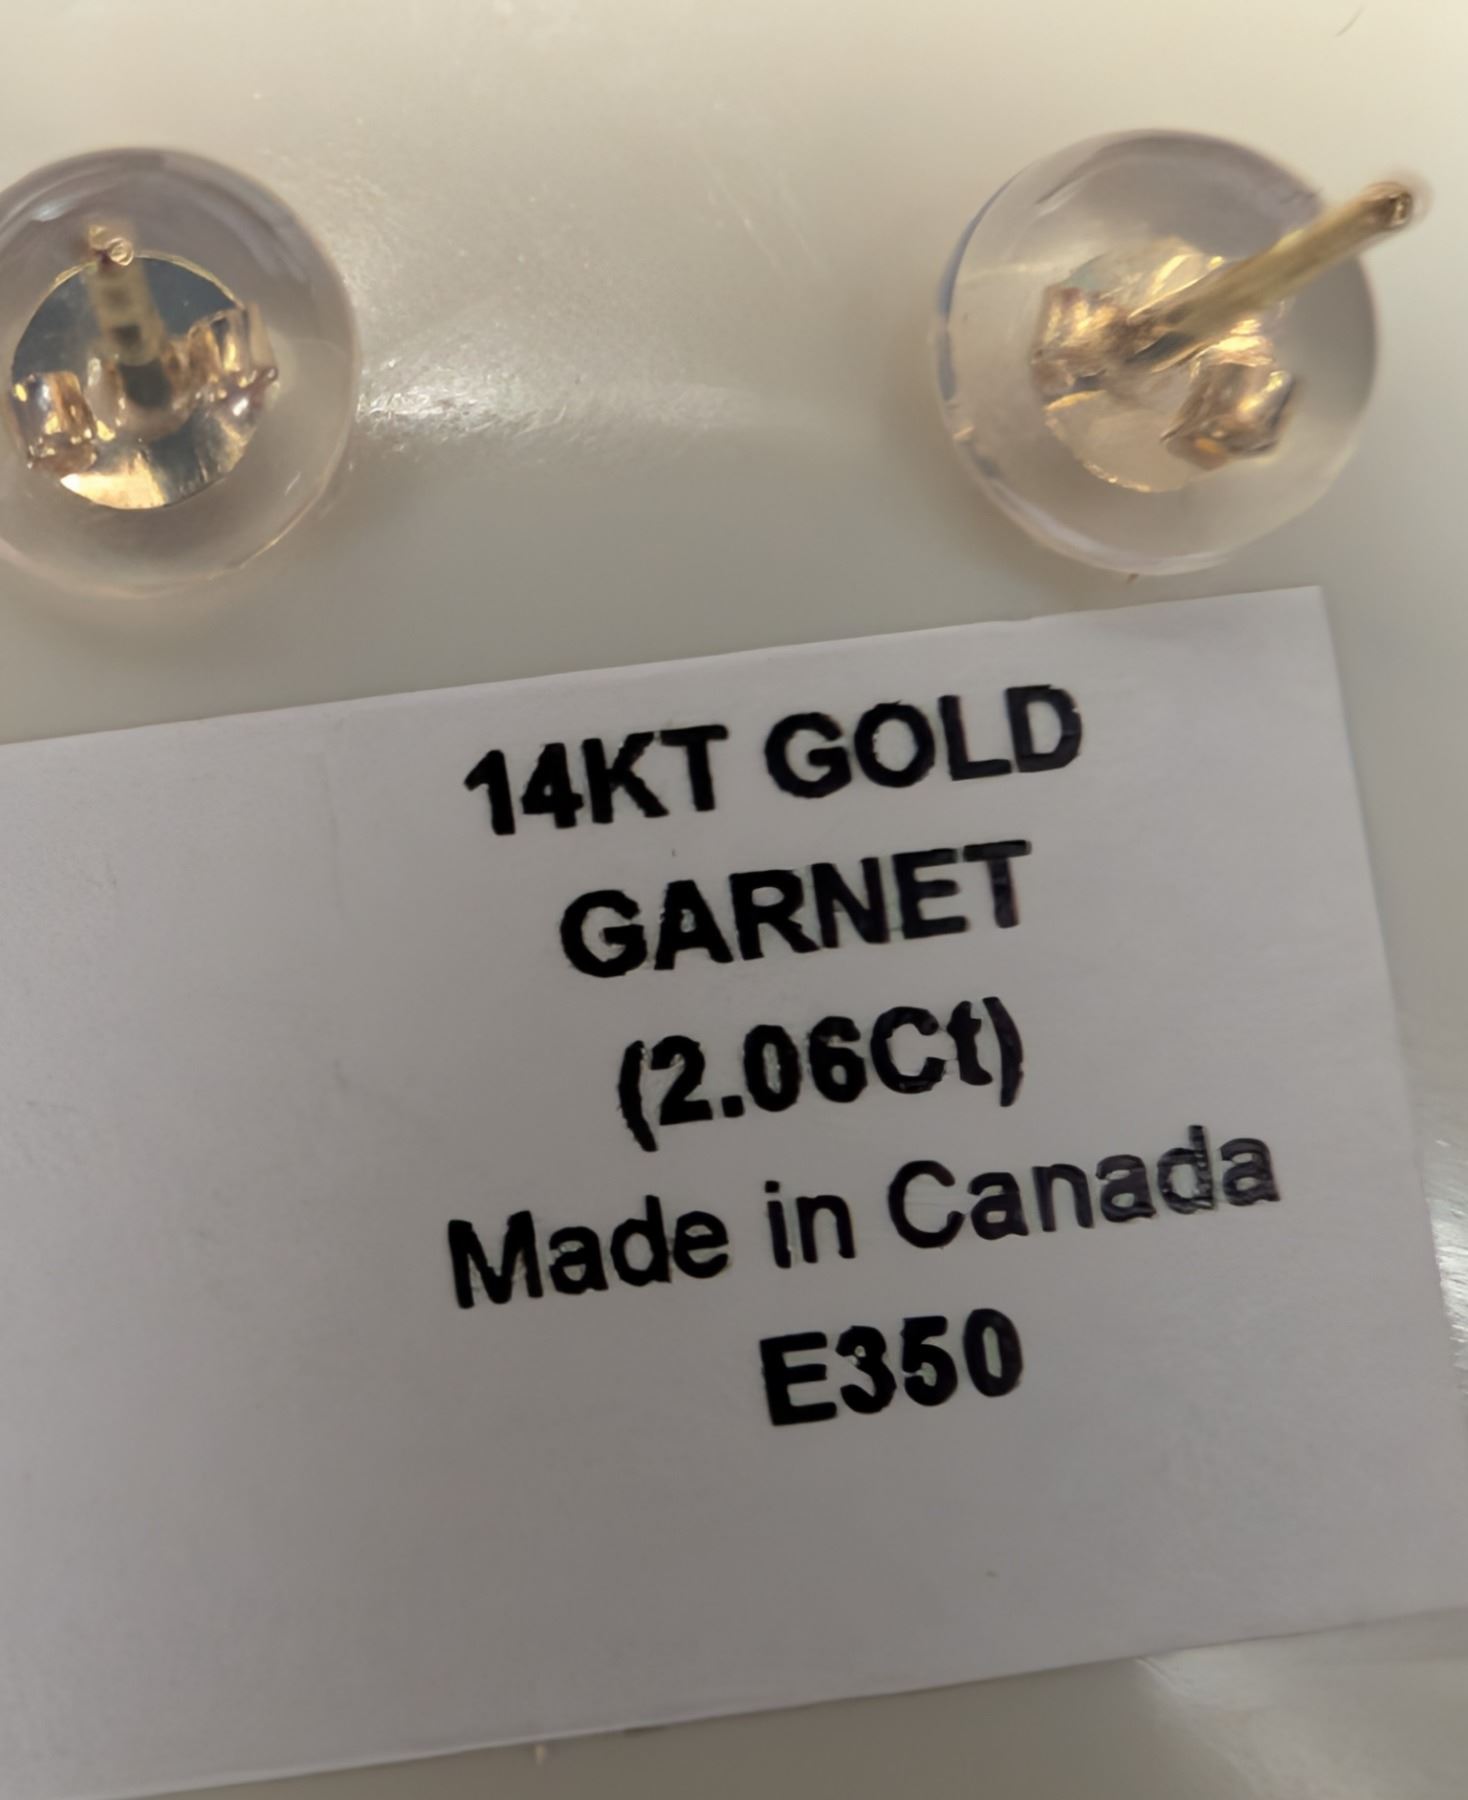 14KT GOLD
GARNET
(2.06Ct)
Made in Canada
E350